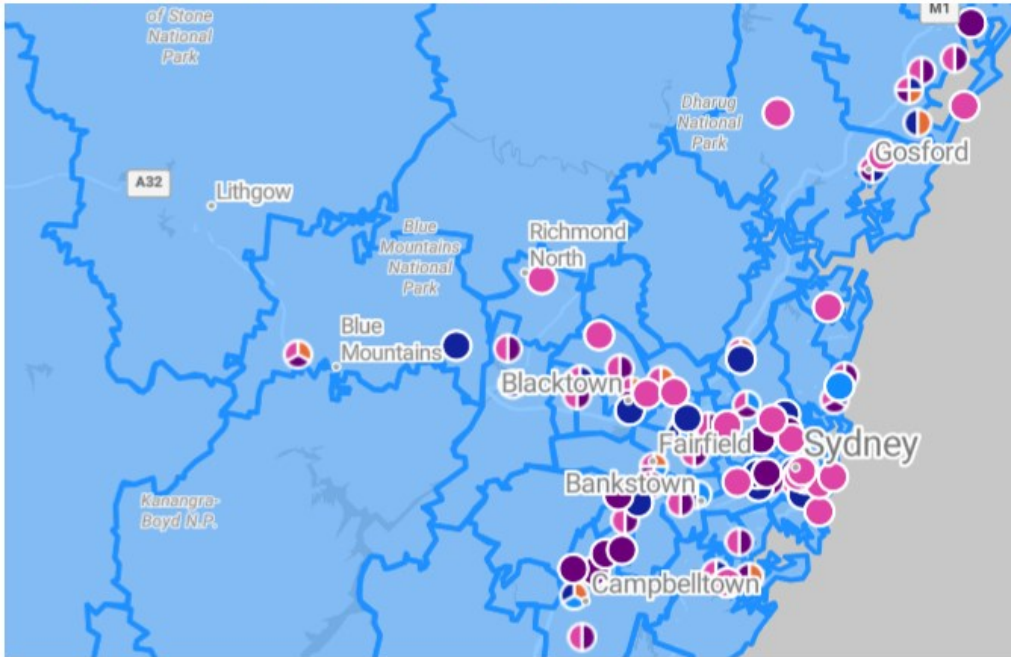 M1
of Stone
National
Park
Dharug
National
Park
Gosford
A32
Lithgow
Blue
Mountains
National
Park
Richmond
North
Blue
Mountains
Blacktown
Fairfield
Sydney
Bankstown
Kanangra-
Boyd N.P.
Campbelltown